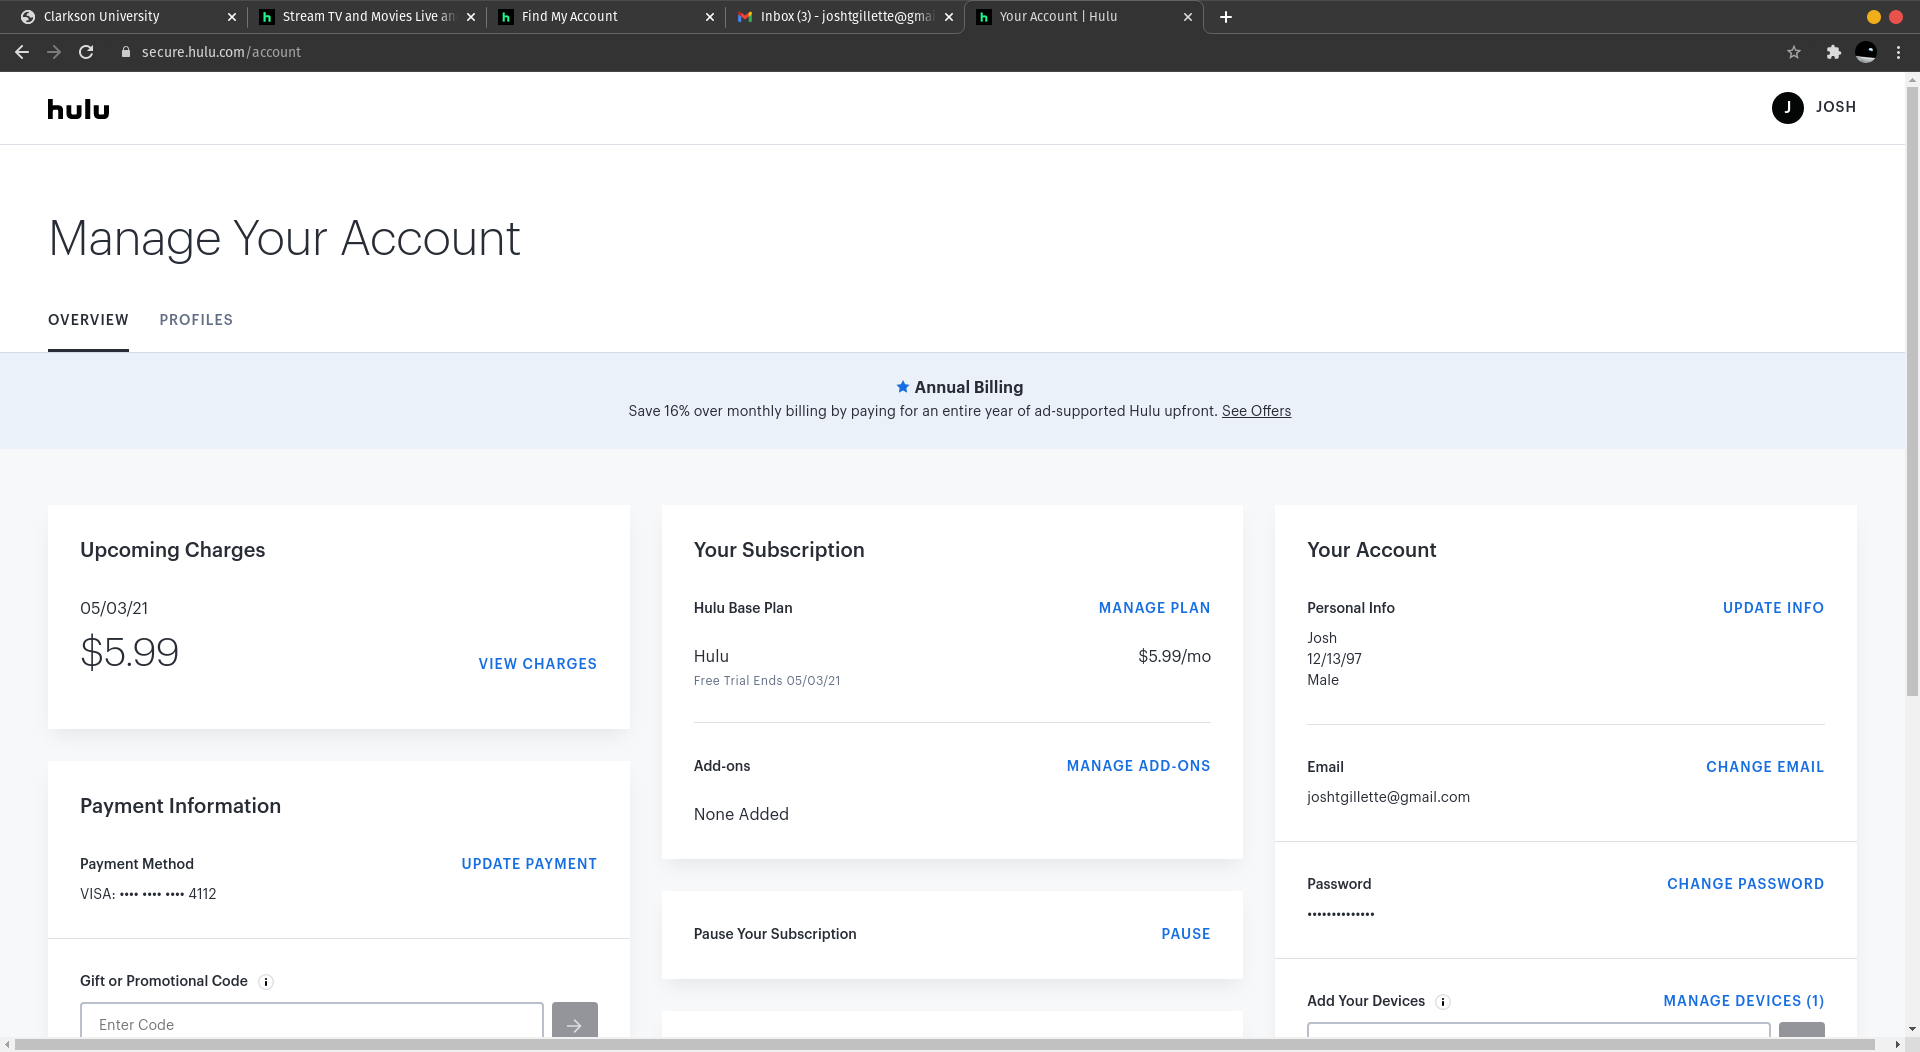 Clarkson University
Stream TV and Movies Live an
Find My Account
Inbox (3) - joshtgillette@gmai
Your Account | Hulu
secure.hulu.com/account
hulu
J JOSH
Manage Your Account
OVERVIEW PROFILES
Annual Billing
Save 16% over monthly billing by paying for an entire year of ad-supported Hulu upfront. See Offers
Upcoming Charges
05/03/21
$5.99
VIEW CHARGES
Payment Information
Payment Method UPDATE PAYMENT
VISA: •••• •••• •••• 4112
Gift or Promotional Code i
Enter Code
Your Subscription
Hulu Base Plan MANAGE PLAN
Hulu $5.99/mo
Free Trial Ends 05/03/21
Add-ons MANAGE ADD-ONS
None Added
Pause Your Subscription PAUSE
Your Account
Personal Info UPDATE INFO
Josh
12/13/97
Male
Email CHANGE EMAIL
joshtgillette@gmail.com
Password CHANGE PASSWORD
••••••••••••••
Add Your Devices i MANAGE DEVICES (1)